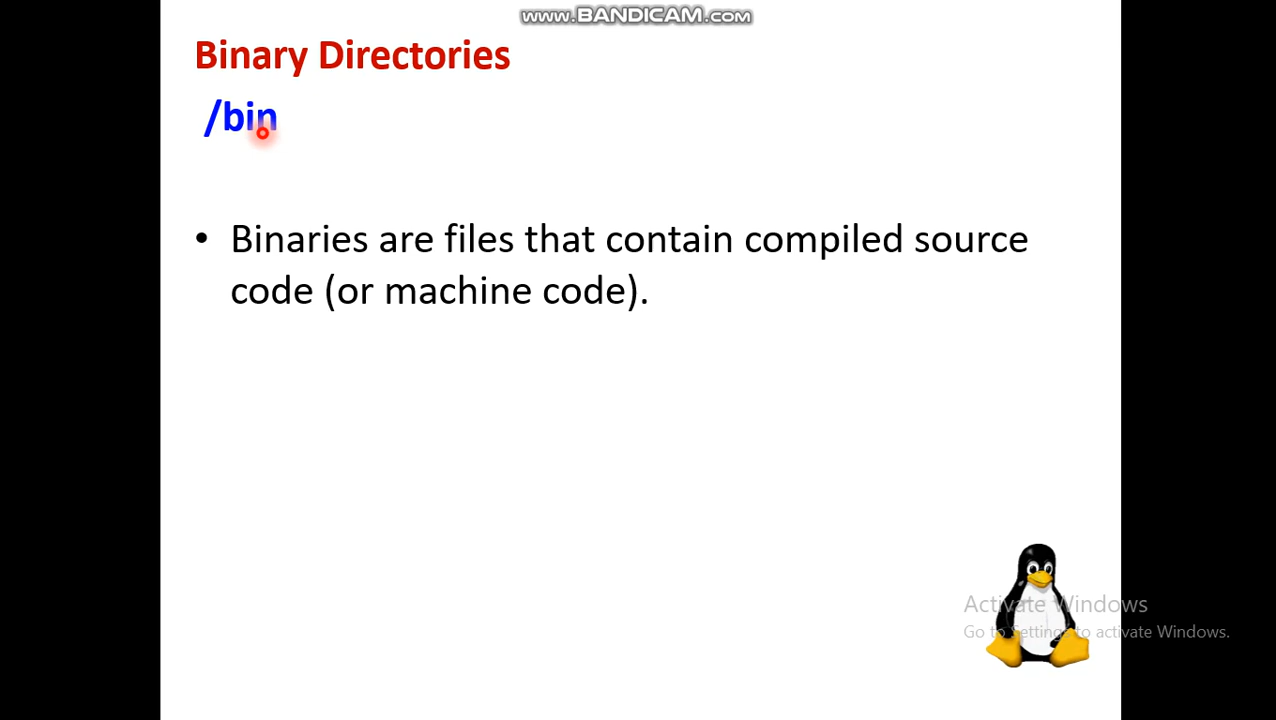 www.BANDICAM.com
Binary Directories
/bin
• Binaries are files that contain compiled source
code (or machine code).
Activate Windows
Go to Settings to activate Windows.